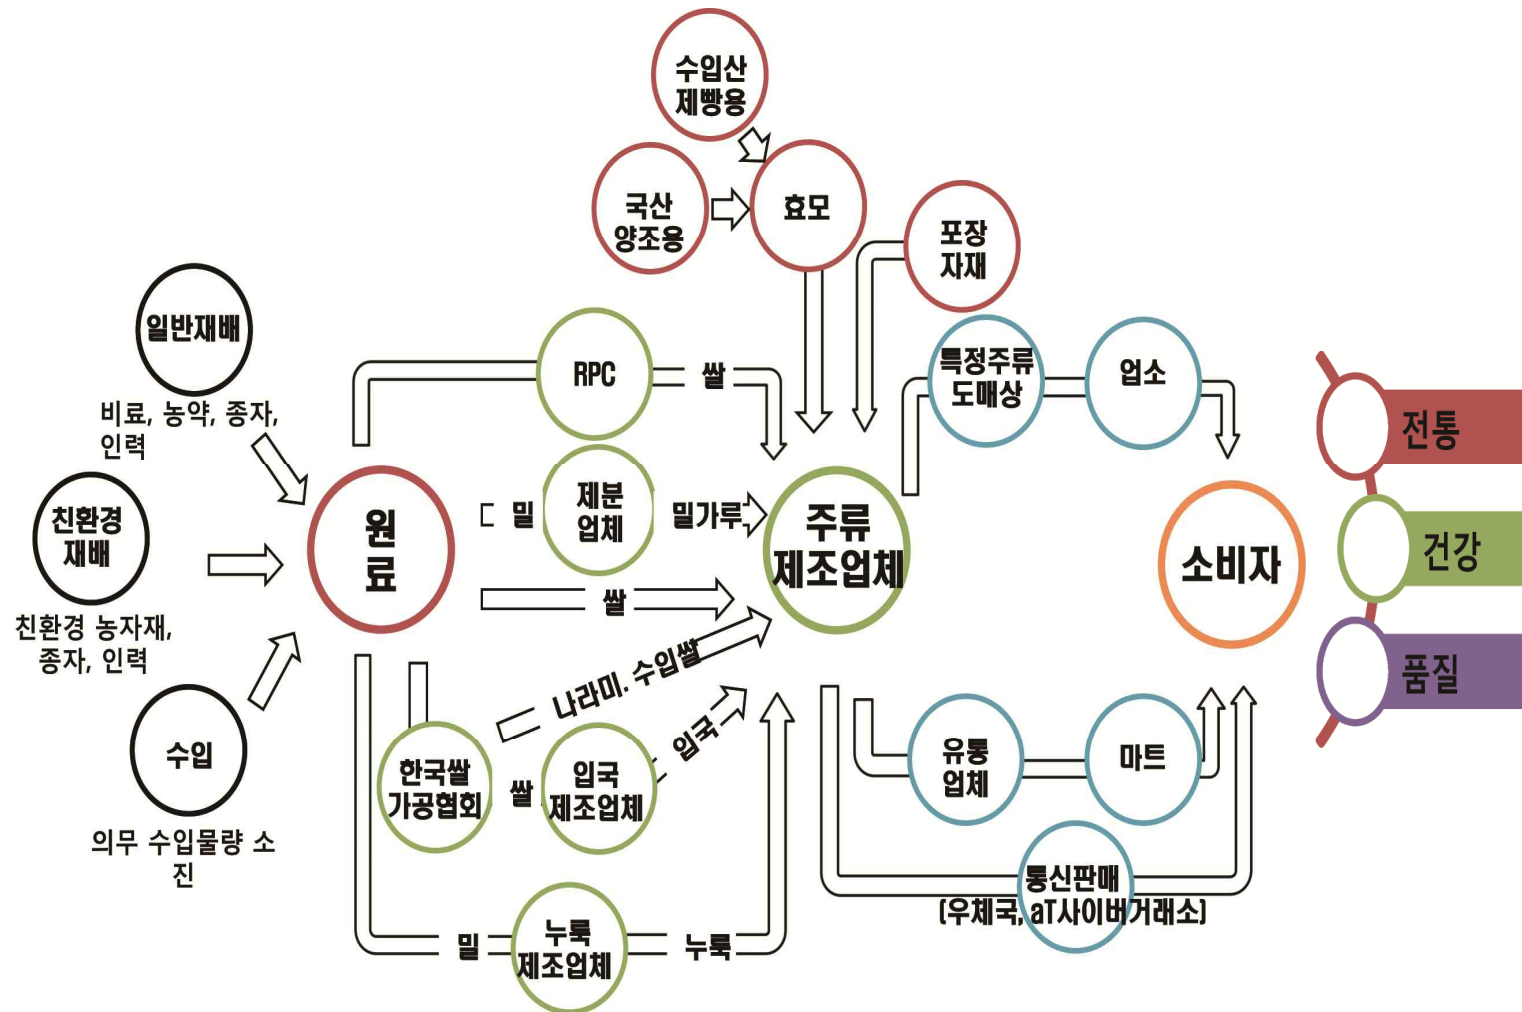 수입산
제빵용
국산
양조용
효모
포장
자재
일반재배
비료, 농약, 종자,
인력
RPC
쌀
특정주류
도매상
업소
전통
친환경
재배
친환경 농자재,
종자, 인력
원
료
밀
제분
업체
밀가루
주류
제조업체
쌀
소비자
건강
나라미. 수입쌀
품질
수입
의무 수입물량 소
진
한국쌀
가공협회
쌀
입국
제조업체
입국
유통
업체
마트
통신판매
(우체국, aT사이버거래소)
밀
누룩
제조업체
누룩